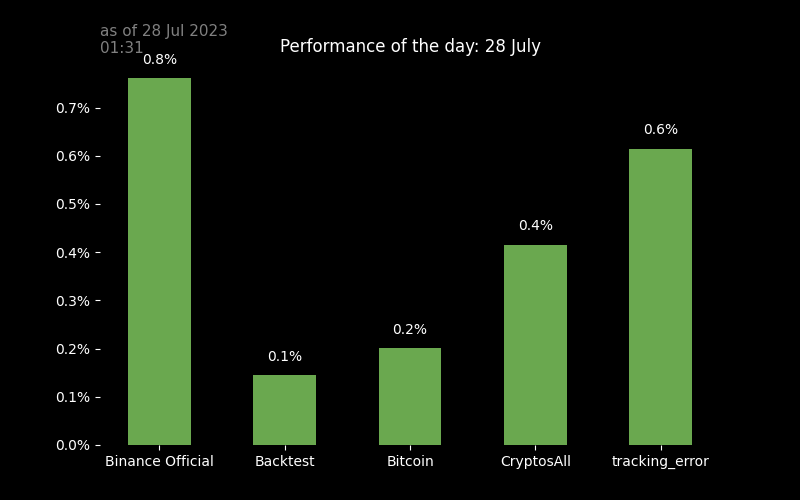 as of 28 Jul 2023
01:31
Performance of the day: 28 July
0.8%
0.1%
0.2%
0.4%
0.6%
0.7%
0.6%
0.5%
0.4%
0.3%
0.2%
0.1%
0.0%
Binance Official
Backtest
Bitcoin
CryptosAll
tracking_error